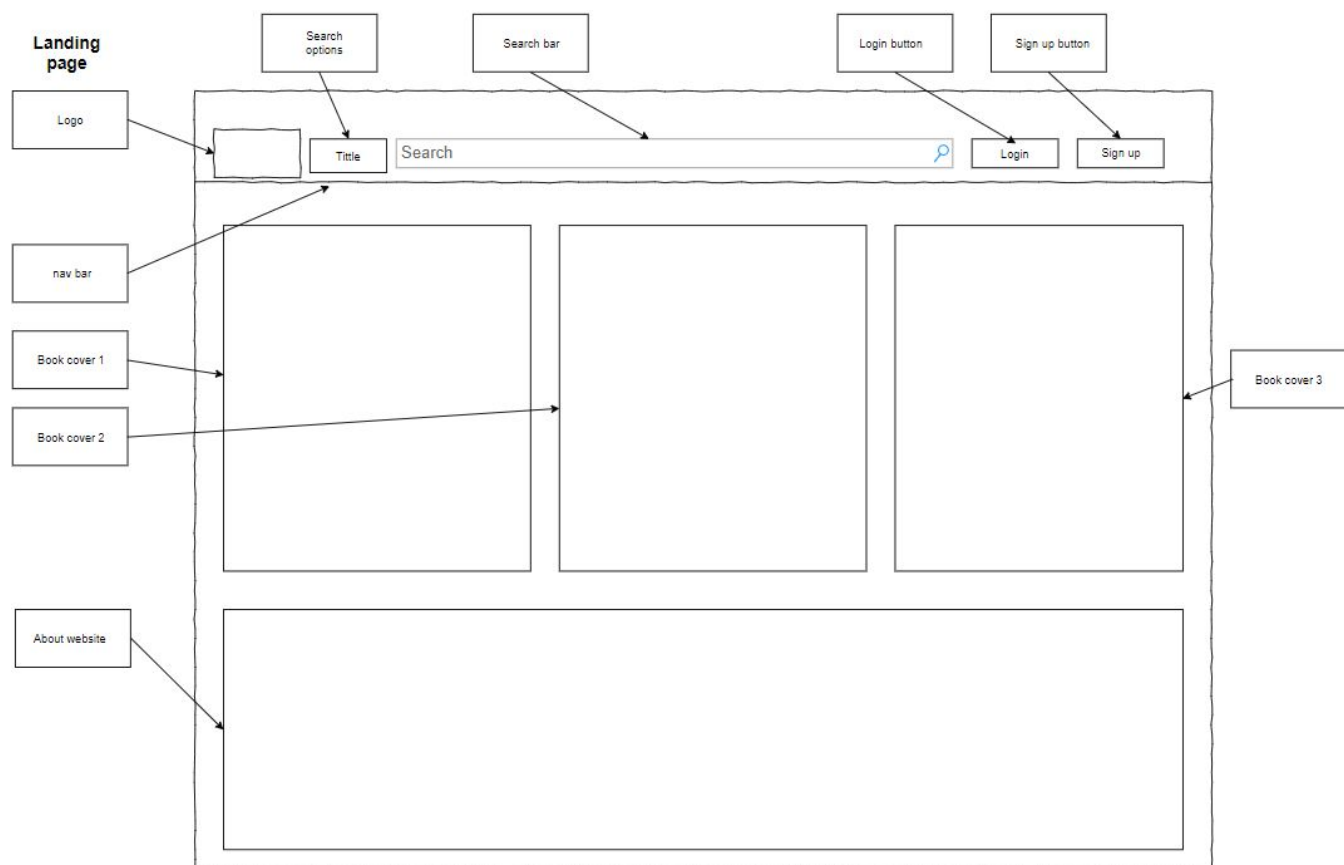 Landing
page
Search
options
Search bar
Login button
Sign up button
Logo
Tittle
Search
Login
Sign up
nav bar
Book cover 1
Book cover 2
Book cover 3
About website